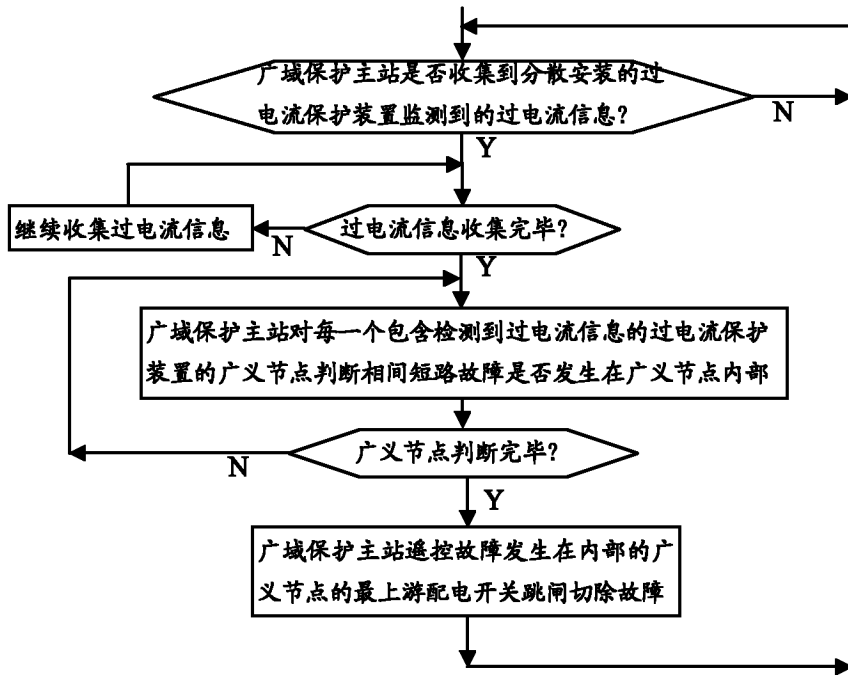 广域保护主站是否收集到分散安装的过
电流保护装置监测到的过电流信息?
N
Y
继续收集过电流信息
N
过电流信息收集完毕?
Y
广域保护主站对每一个包含检测到过电流信息的过电流保护
装置的广义节点判断相间短路故障是否发生在广义节点内部
N
广义节点判断完毕?
Y
广域保护主站遥控故障发生在内部的广
义节点的最上游配电开关跳闸切除故障